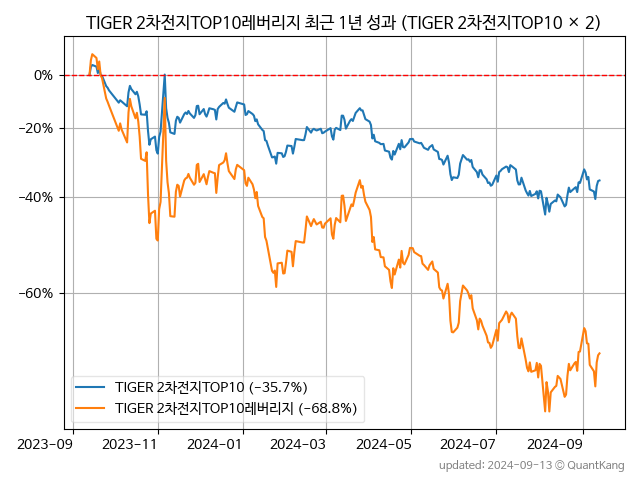 TIGER 2차전지TOP10레버리지 최근 1년 성과 (TIGER 2차전지TOP10 × 2)
0%
−20%
−40%
−60%
TIGER 2차전지TOP10 (−35.7%)
TIGER 2차전지TOP10레버리지 (−68.8%)
2023−09 2023−11 2024−01 2024−03 2024−05 2024−07 2024−09
updated: 2024−09−13 © QuantKang